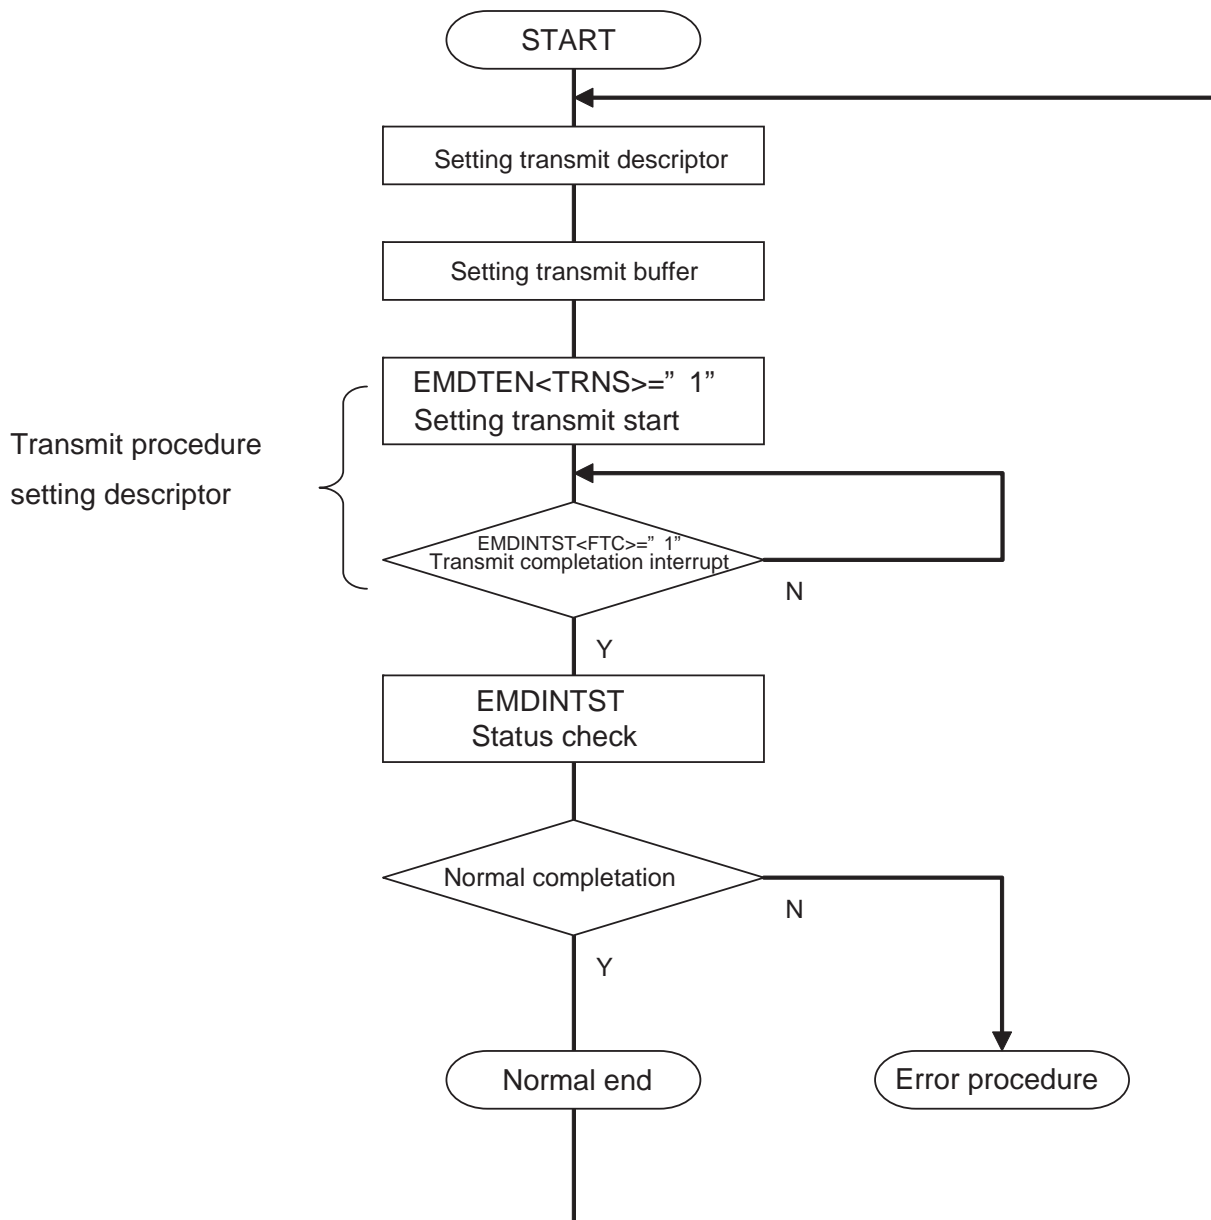 START
Setting transmit descriptor
Setting transmit buffer
EMDTEN<TRNS>=” 1”
Setting transmit start
Transmit procedure
setting descriptor
EMDINTST<FTC>=” 1”
Transmit completation interrupt
N
Y
EMDINTST
Status check
Normal completation
N
Y
Normal end
Error procedure